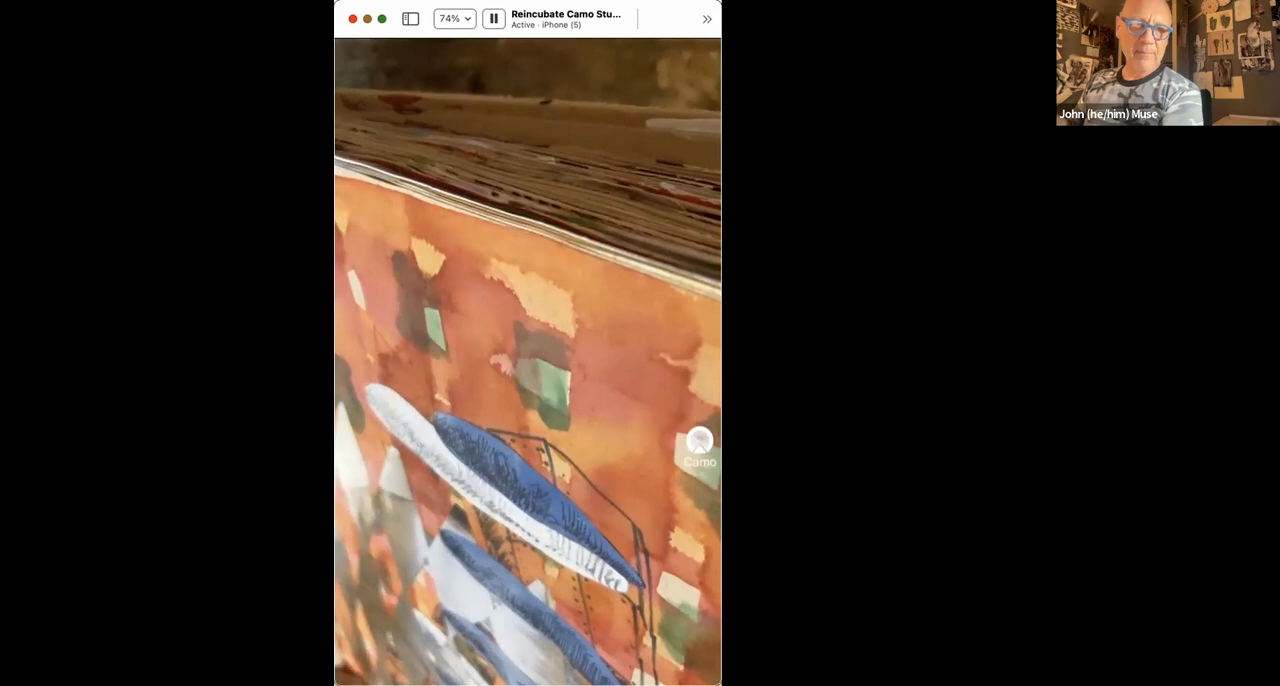 74%
Reincubate Camo Stu...
Active · iPhone (5)
Camo
John (he/him) Muse